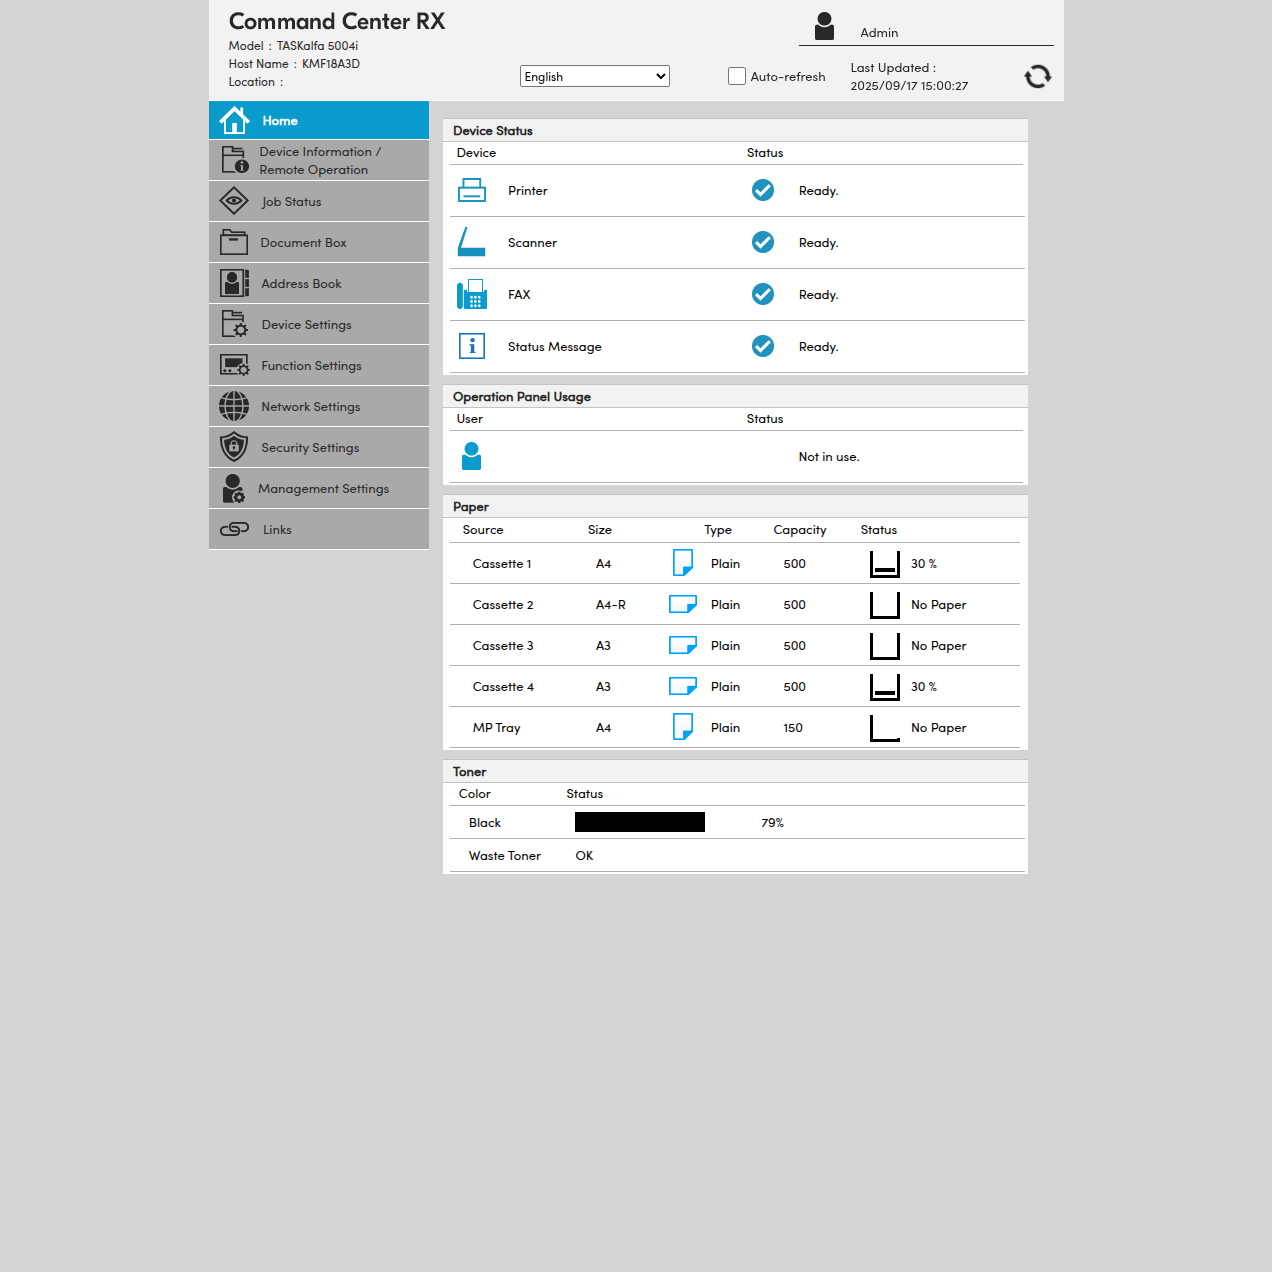 Command Center RX
Model : TASKalfa 5004i
Host Name : KMF18A3D
Location :
English
Auto-refresh
Admin
Last Updated :
2025/09/17 15:00:27
Home
Device Information /
Remote Operation
Job Status
Document Box
Address Book
Device Settings
Function Settings
Network Settings
Security Settings
Management Settings
Links
Device Status
Device Status
Printer Ready.
Scanner Ready.
FAX Ready.
Status Message Ready.
Operation Panel Usage
User Status
Not in use.
Paper
Source Size Type Capacity Status
Cassette 1 A4 Plain 500 30 %
Cassette 2 A4-R Plain 500 No Paper
Cassette 3 A3 Plain 500 No Paper
Cassette 4 A3 Plain 500 30 %
MP Tray A4 Plain 150 No Paper
Toner
Color Status
Black 79%
Waste Toner OK